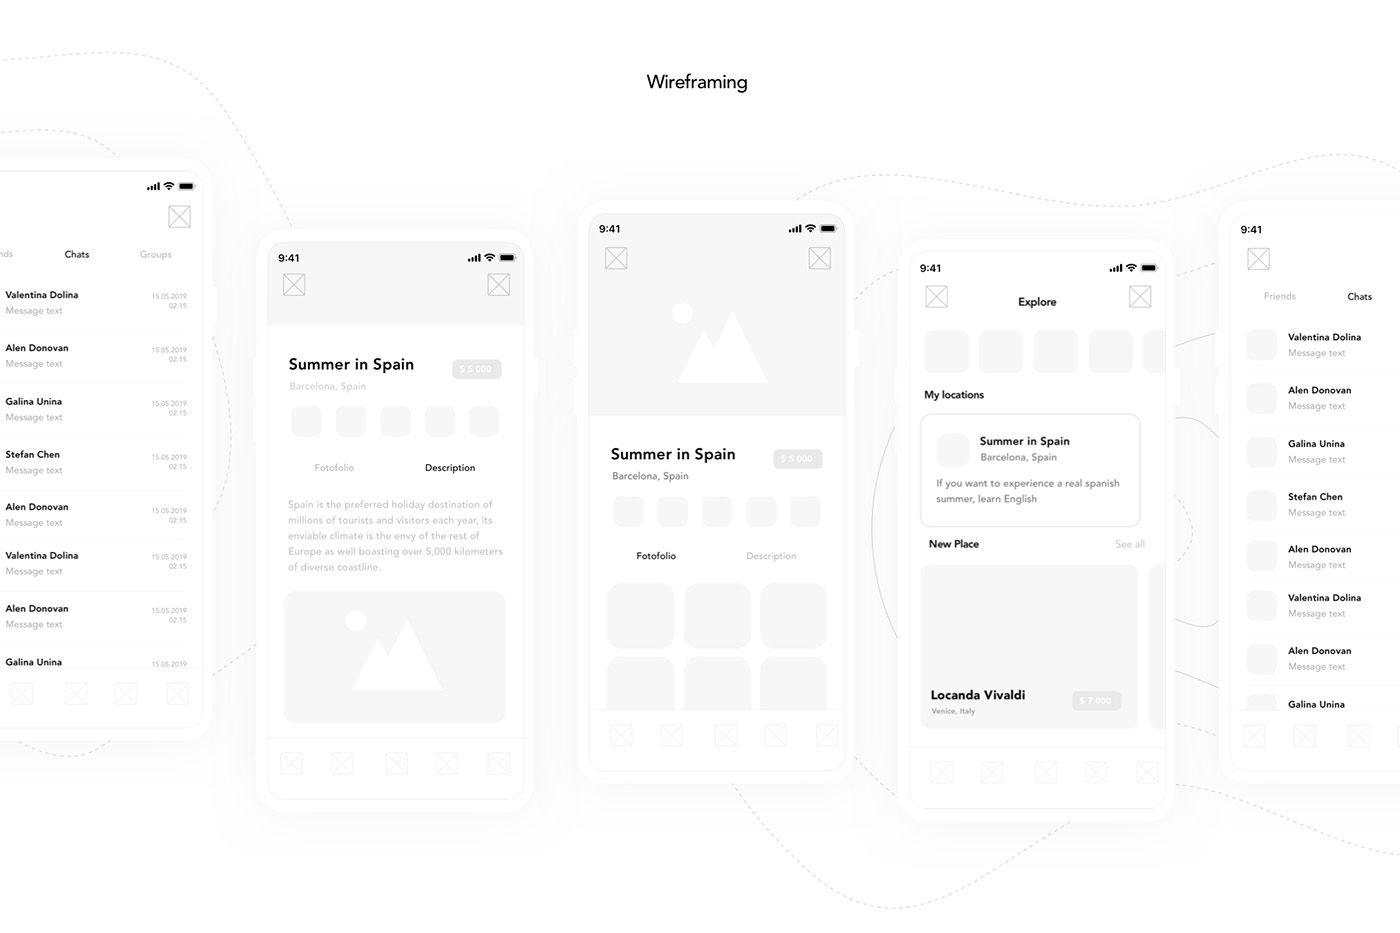 Wireframing
nds Chats Groups
Valentina Dolina 15.05.2019
Message text 02:15
Alen Donovan 15.05.2019
Message text 02:15
Galina Unina 15.05.2019
Message text 02:15
Stefan Chen 15.05.2019
Message text 02:15
Alen Donovan 15.05.2019
Message text 02:15
Valentina Dolina 15.05.2019
Message text 02:15
Alen Donovan 15.05.2019
Message text 02:15
Galina Unina 15.05.2019
9:41
Summer in Spain $ 5 000
Barcelona, Spain
Fotofolio Description
Spain is the preferred holiday destination of
millions of tourists and visitors each year, its
enviable climate is the envy of the rest of
Europe as well boasting over 5,000 kilometers
of diverse coastline.
9:41
Summer in Spain $ 5 000
Barcelona, Spain
Fotofolio Description
9:41
Explore
My locations
Summer in Spain
Barcelona, Spain
If you want to experience a real spanish
summer, learn English
New Place See all
Locanda Vivaldi $ 7 000
Venice, Italy
9:41
Friends Chats
Valentina Dolina
Message text
Alen Donovan
Message text
Galina Unina
Message text
Stefan Chen
Message text
Alen Donovan
Message text
Valentina Dolina
Message text
Alen Donovan
Message text
Galina Unina